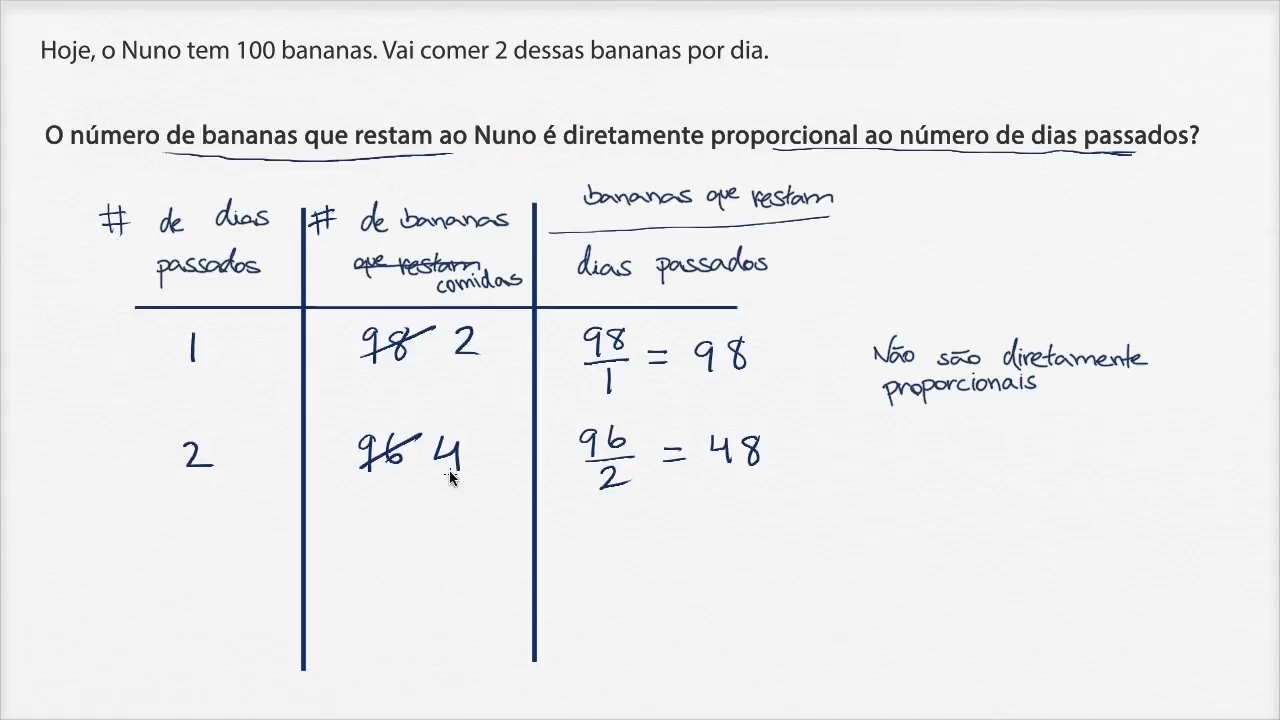 Hoje, o Nuno tem 100 bananas. Vai comer 2 dessas bananas por dia.
O número de bananas que restam ao Nuno é diretamente proporcional ao número de dias passados?
# de dias passados
# de bananas que restam comidas
bananas que restam
dias passados
1
98 2
98/1 = 98
2
96 4
96/2 = 48
Não são diretamente
proporcionais